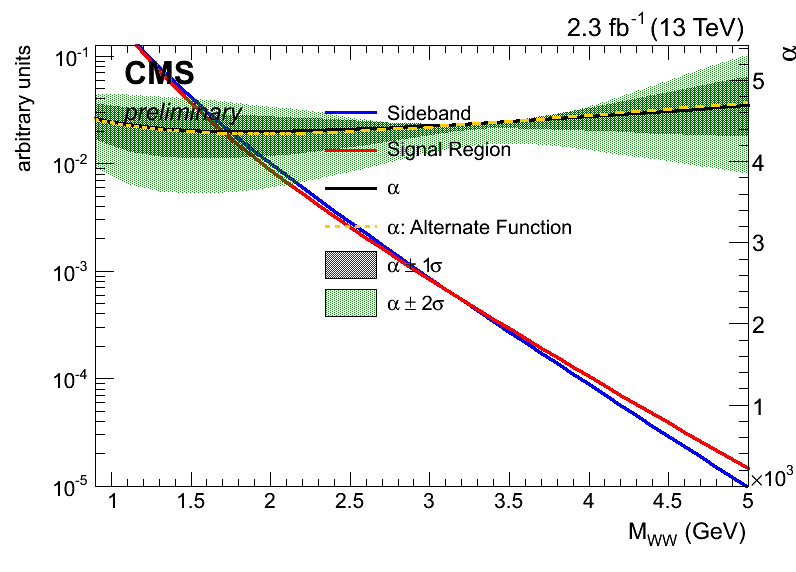 2.3 fb⁻¹ (13 TeV)
arbitrary units
α
10⁻¹
10⁻²
10⁻³
10⁻⁴
10⁻⁵
CMS
preliminary
Sideband
Signal Region
α
α: Alternate Function
α ± 1σ
α ± 2σ
5
4
3
2
1
×10³
1 1.5 2 2.5 3 3.5 4 4.5 5
M_WW (GeV)